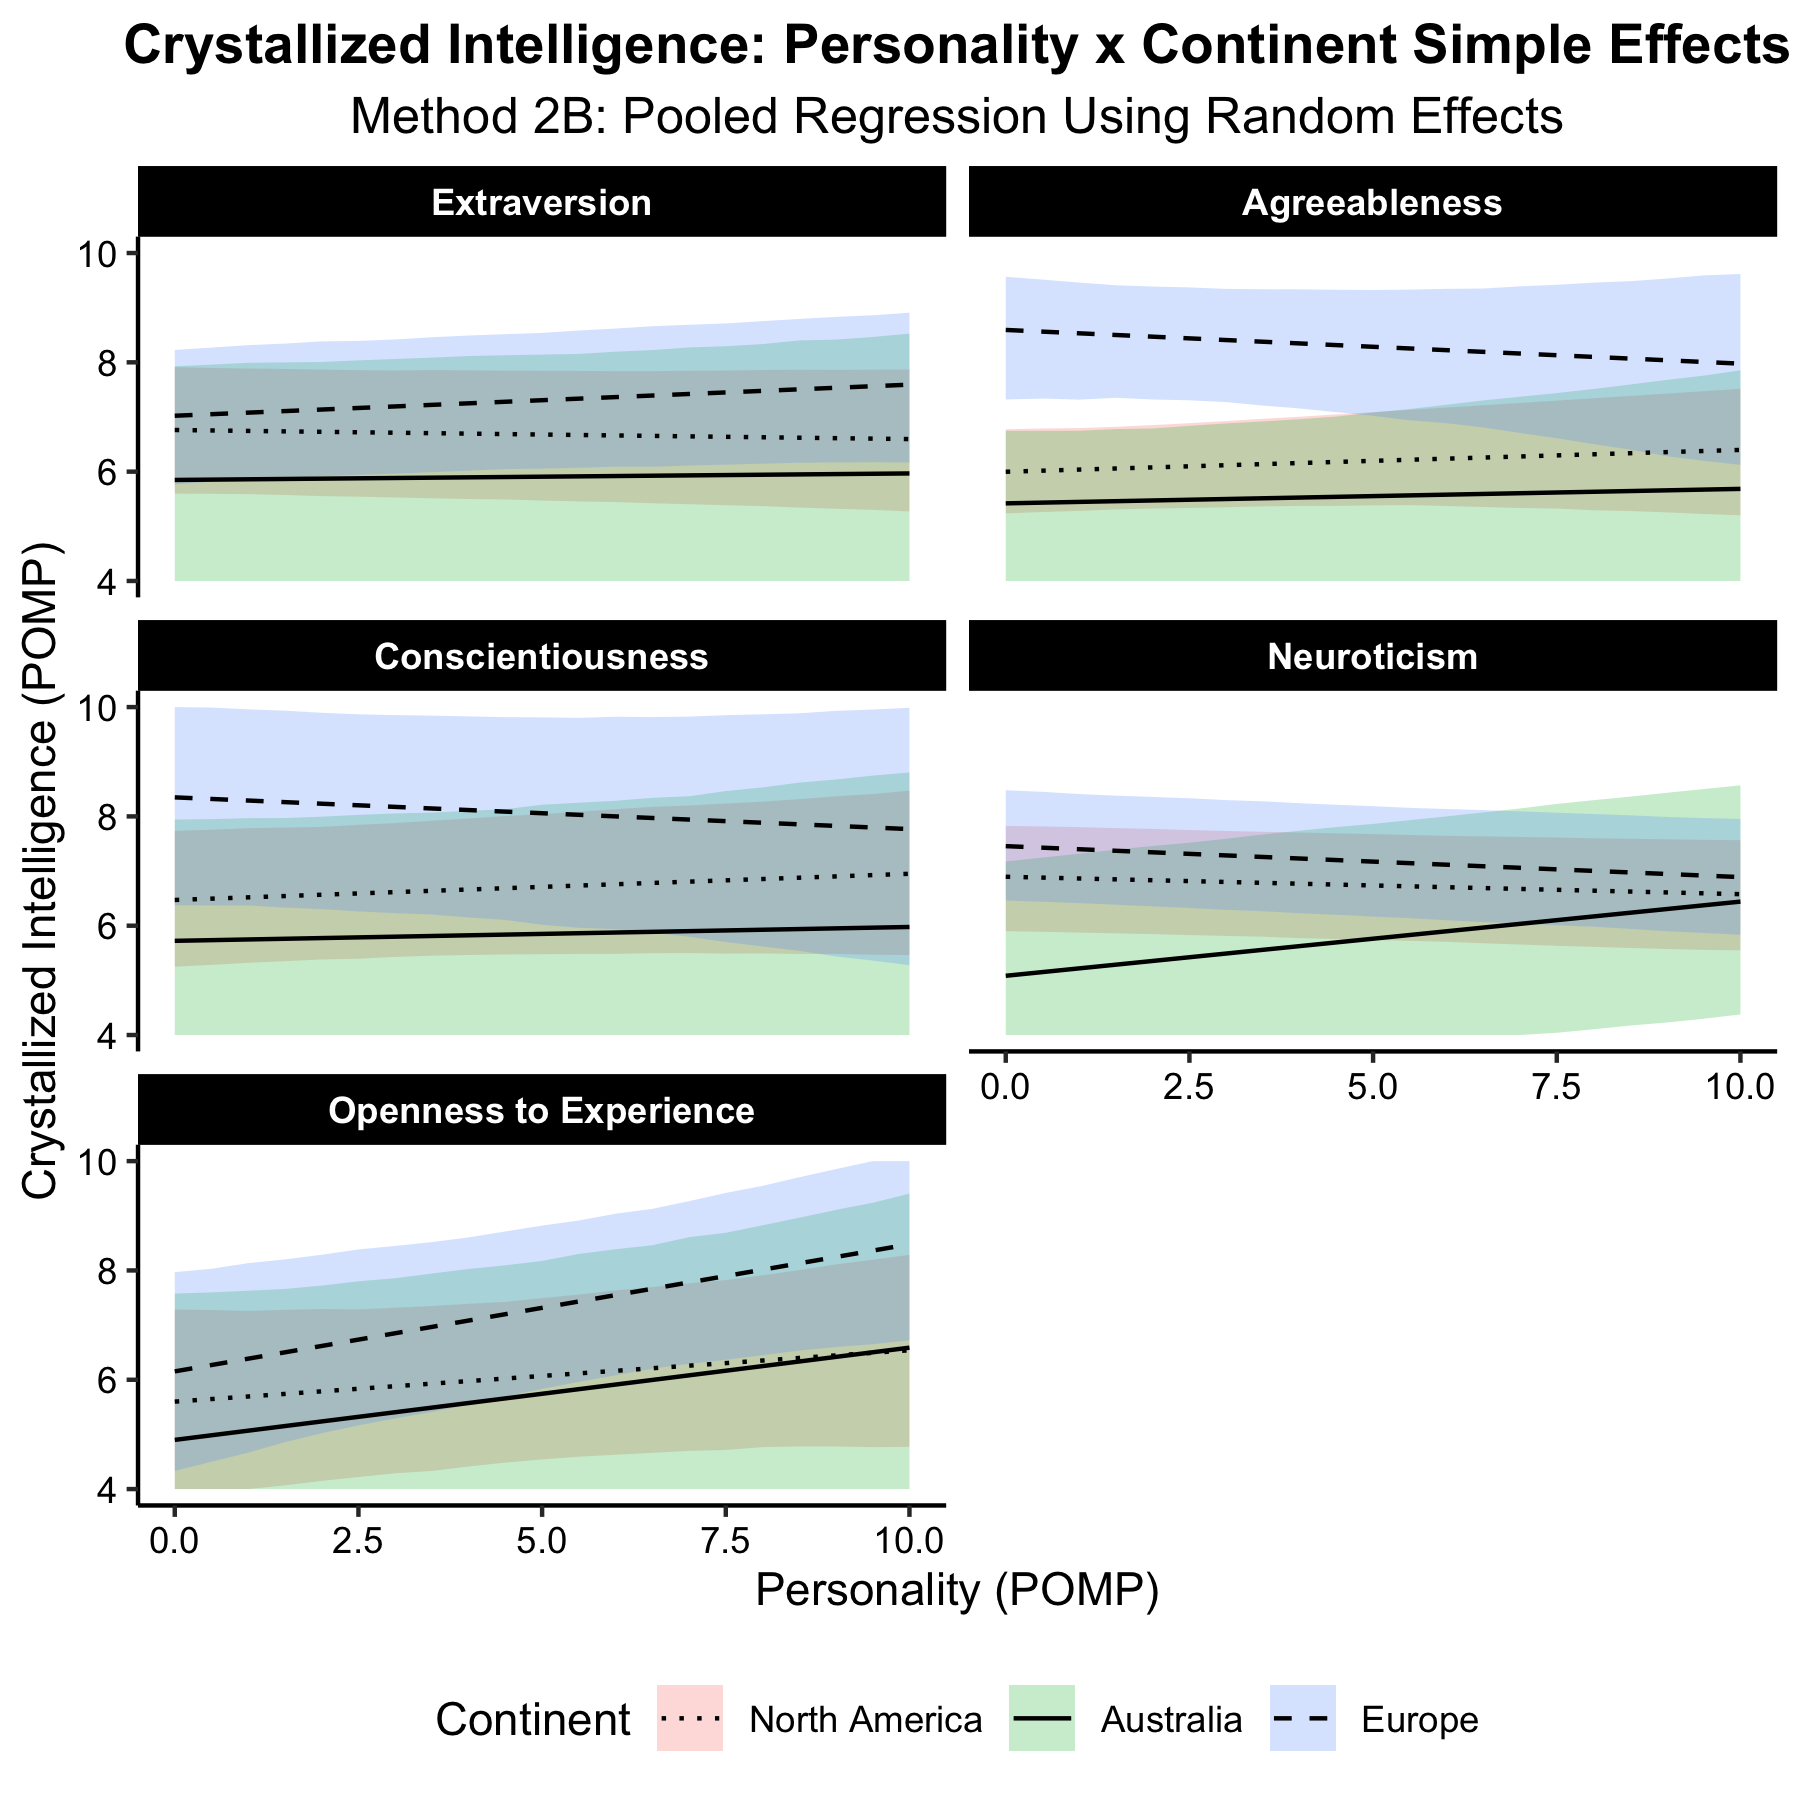 Crystallized Intelligence: Personality x Continent Simple Effects
Method 2B: Pooled Regression Using Random Effects
Crystallized Intelligence (POMP)
Extraversion
Agreeableness
10
8
6
4
Conscientiousness
Neuroticism
10
8
6
4
0.0 2.5 5.0 7.5 10.0
Openness to Experience
10
8
6
4
0.0 2.5 5.0 7.5 10.0
Personality (POMP)
Continent North America Australia Europe